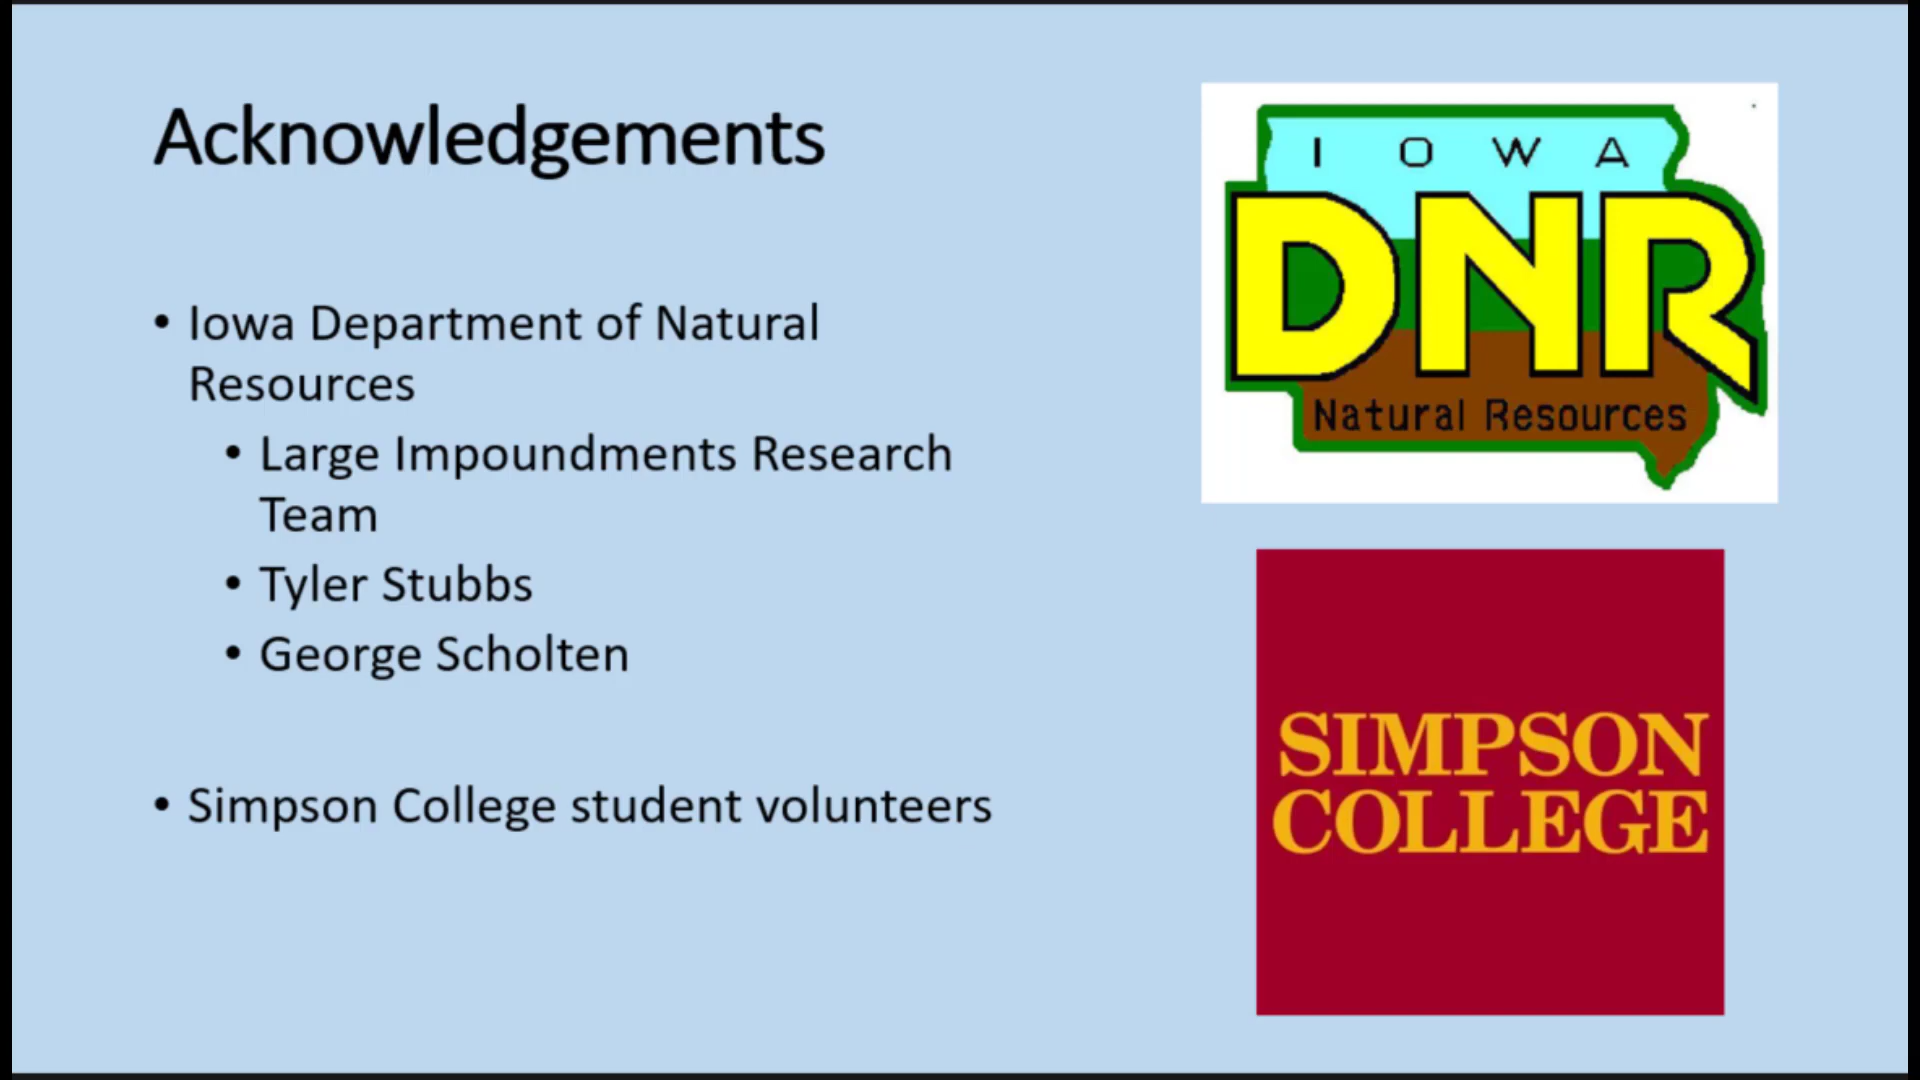 Acknowledgements
• Iowa Department of Natural
Resources
• Large Impoundments Research
Team
• Tyler Stubbs
• George Scholten
• Simpson College student volunteers
IOWA
DNR
Natural Resources
SIMPSON
COLLEGE